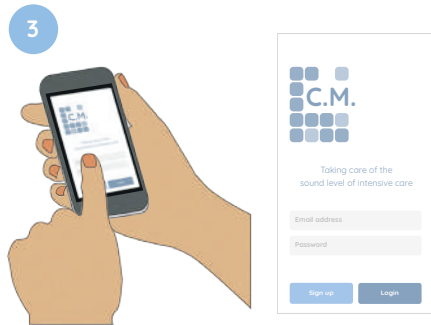 3
C.M.
Taking care of the
sound level of intensive care
Email address
Password
Sign up
Login